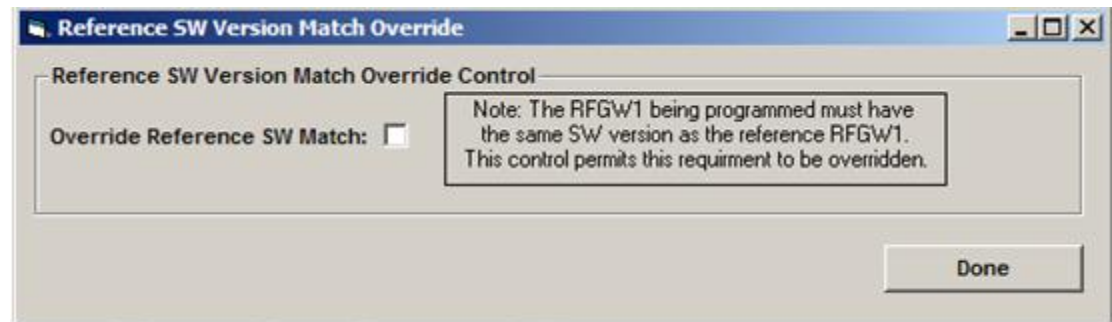 Reference SW Version Match Override
Reference SW Version Match Override Control
Override Reference SW Match:
Note: The RFGW1 being programmed must have
the same SW version as the reference RFGW1.
This control permits this requirment to be overridden.
Done